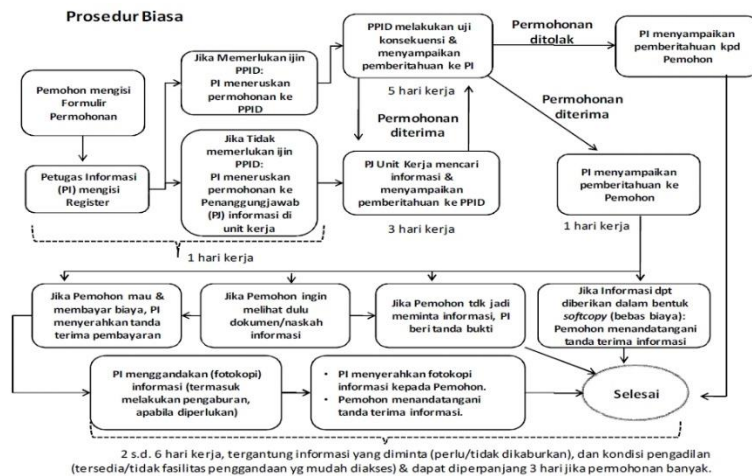 Prosedur Biasa
Pemohon mengisi
Formulir
Permohonan
Petugas Informasi
(PI) mengisi
Register
Jika Memerlukan ijin
PPID:
PI meneruskan
permohonan ke
PPID
Jika Tidak
memerlukan ijin
PPID:
PI meneruskan
permohonan ke
Penanggungjawab
(PJ) informasi di
unit kerja
1 hari kerja
PPID melakukan uji
konsekuensi &
menyampaikan
pemberitahuan ke PI
5 hari kerja
Permohonan
diterima
PJ Unit Kerja mencari
informasi &
menyampaikan
pemberitahuan ke PPID
3 hari kerja
Permohonan
ditolak
PI menyampaikan
pemberitahuan kpd
Pemohon
Permohonan
diterima
PI menyampaikan
pemberitahuan ke
Pemohon
1 hari kerja
Jika Pemohon mau &
membayar biaya, PI
menyerahkan tanda
terima pembayaran
Jika Pemohon ingin
melihat dulu
dokumen/naskah
informasi
Jika Pemohon tdk jadi
meminta informasi, PI
beri tanda bukti
Jika Informasi dpt
diberikan dalam bentuk
softcopy (bebas biaya):
Pemohon menandatangani
tanda terima informasi
PI menggandakan (fotokopi)
informasi (termasuk
melakukan pengaburan,
apabila diperlukan)
• PI menyerahkan fotokopi
informasi kepada Pemohon.
• Pemohon menandatangani
tanda terima informasi.
Selesai
2 s.d. 6 hari kerja, tergantung informasi yang diminta (perlu/tidak dikaburkan), dan kondisi pengadilan
(tersedia/tidak fasilitas penggandaan yg mudah diakses) & dapat diperpanjang 3 hari jika permohonan banyak.